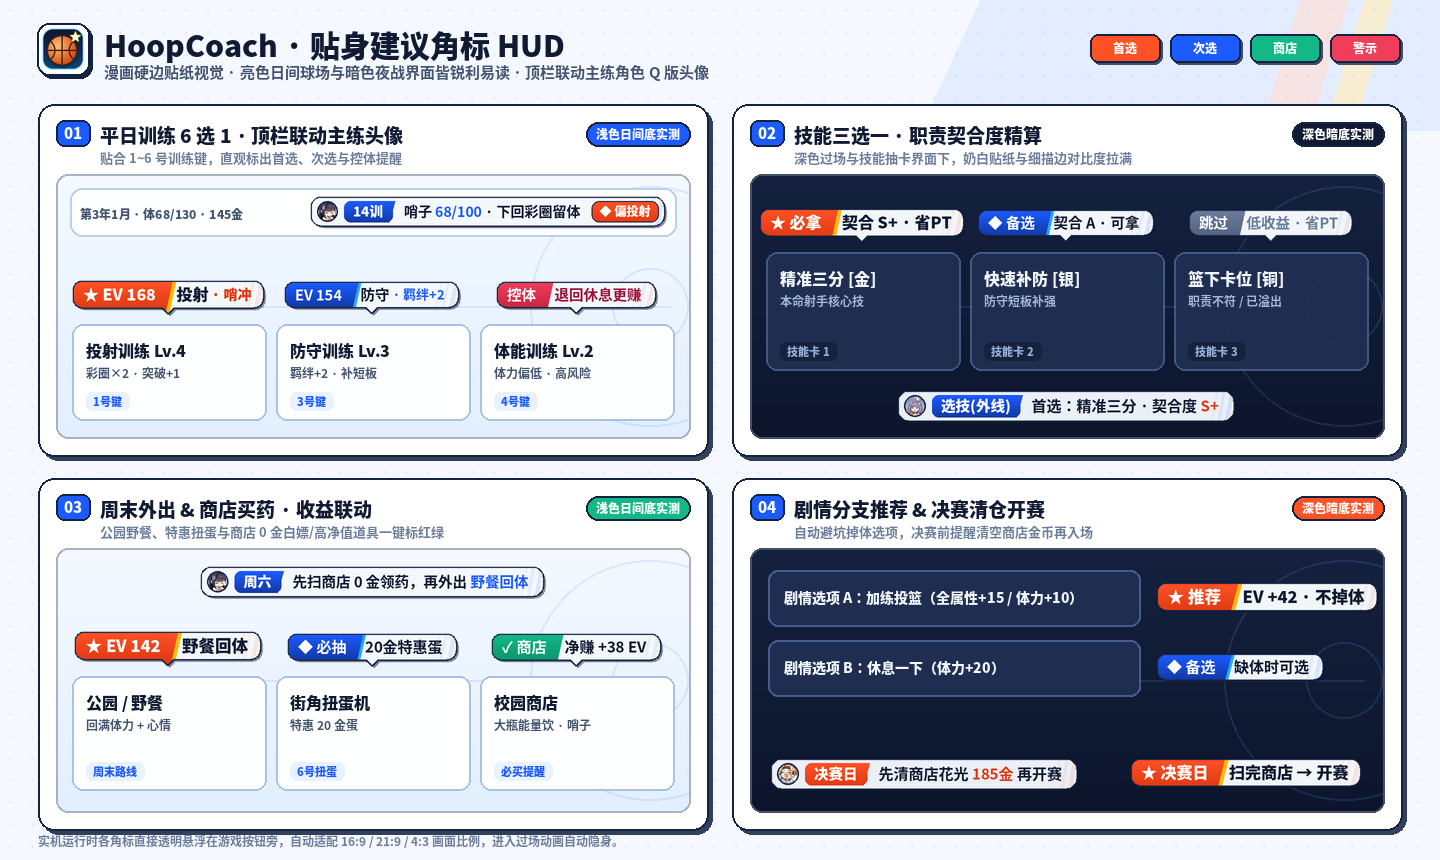 HoopCoach · 贴身建议角标 HUD
漫画硬边贴纸视觉 · 亮色日间球场与暗色夜战界面皆锐利易读 · 顶栏联动主练角色 Q 版头像
首选
次选
商店
警示
01 平日训练 6 选 1 · 顶栏联动主练头像
浅色日间底实测
贴合 1~6 号训练键，直观标出首选、次选与控体提醒
第3年1月 · 体68/130 · 145金
14训 哨子 68/100 · 下回彩圈留体 ◆ 偏投射
★ EV 168 投射 · 哨冲
EV 154 防守 · 羁绊+2
控体 退回休息更赚
投射训练 Lv.4
彩圈×2 · 突破+1
1号键
防守训练 Lv.3
羁绊+2 · 补短板
3号键
体能训练 Lv.2
体力偏低 · 高风险
4号键
02 技能三选一 · 职责契合度精算
深色暗底实测
深色过场与技能抽卡界面下，奶白贴纸与细描边对比度拉满
★ 必拿 契合 S+ · 省PT
◆ 备选 契合 A · 可拿
跳过 低收益 · 省PT
精准三分 [金]
本命射手核心技
技能卡 1
快速补防 [银]
防守短板补强
技能卡 2
篮下卡位 [铜]
职责不符 / 已溢出
技能卡 3
选技(外线) 首选：精准三分 · 契合度 S+
03 周末外出 & 商店买药 · 收益联动
浅色日间底实测
公园野餐、特惠扭蛋与商店 0 金白嫖/高净值道具一键标红绿
周六 先扫商店 0 金领药，再外出 野餐回体
★ EV 142 野餐回体
◆ 必抽 20金特惠蛋
✓ 商店 净赚 +38 EV
公园 / 野餐
回满体力 + 心情
周末路线
街角扭蛋机
特惠 20 金蛋
6号扭蛋
校园商店
大瓶能量饮 · 哨子
必买提醒
04 剧情分支推荐 & 决赛清仓开赛
深色暗底实测
自动避坑掉体选项，决赛前提醒清空商店金币再入场
剧情选项 A：加练投篮（全属性+15 / 体力+10）
★ 推荐 EV +42 · 不掉体
剧情选项 B：休息一下（体力+20）
◆ 备选 缺体时可选
决赛日 先清商店花光 185金 再开赛
★ 决赛日 扫完商店 → 开赛
实机运行时各角标直接透明悬浮在游戏按钮旁，自动适配 16:9 / 21:9 / 4:3 画面比例，进入过场动画自动隐身。